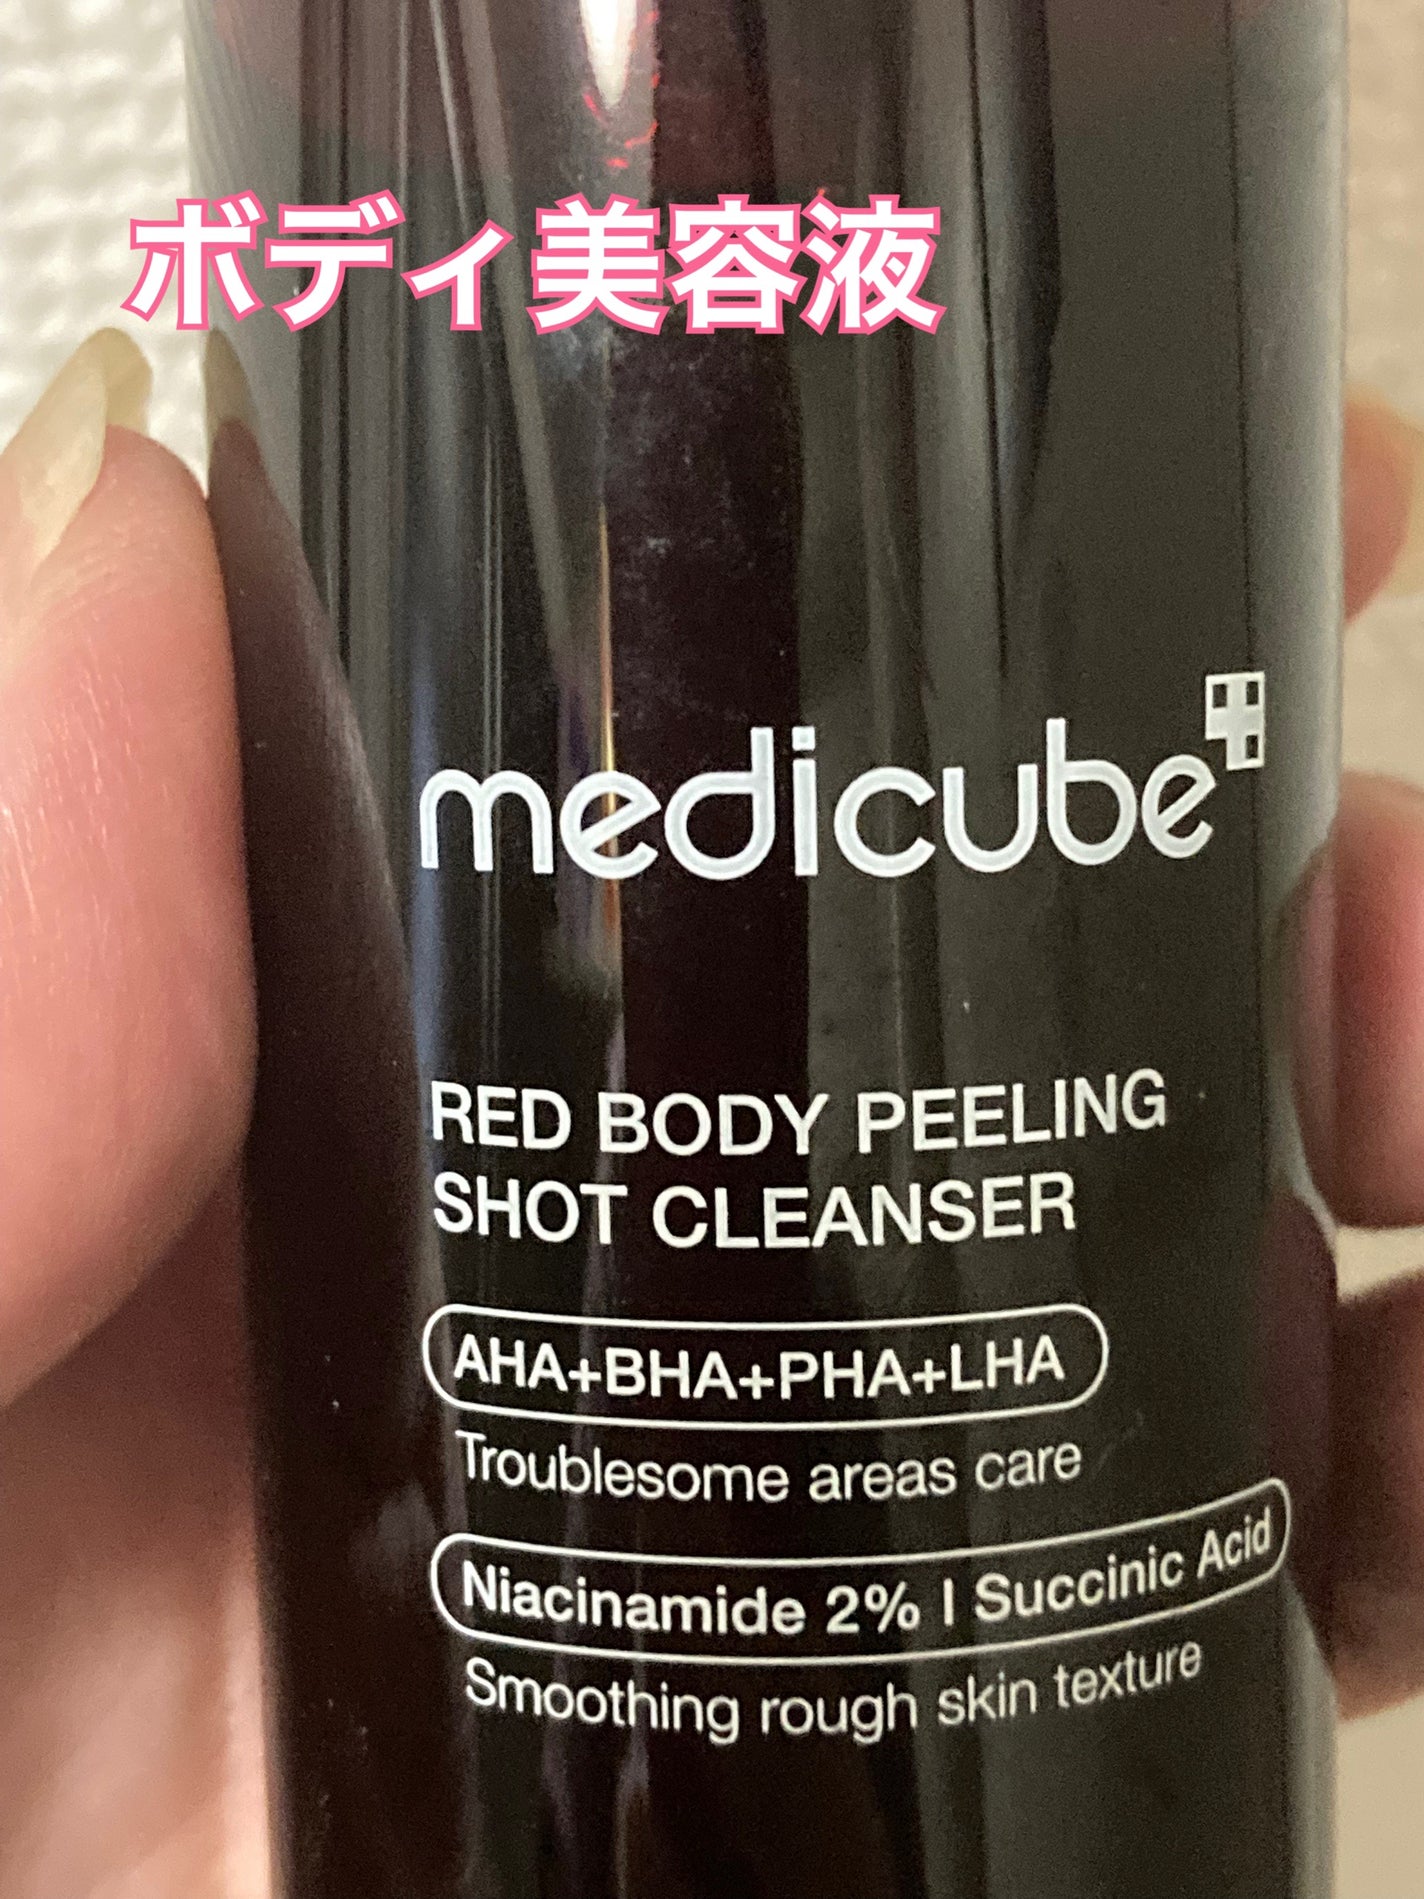 ボディ美容液
medicube
RED BODY PEELING
SHOT CLEANSER
AHA+BHA+PHA+LHA
Troublesome areas care
Niacinamide 2% | Succinic Acid
Smoothing rough skin texture